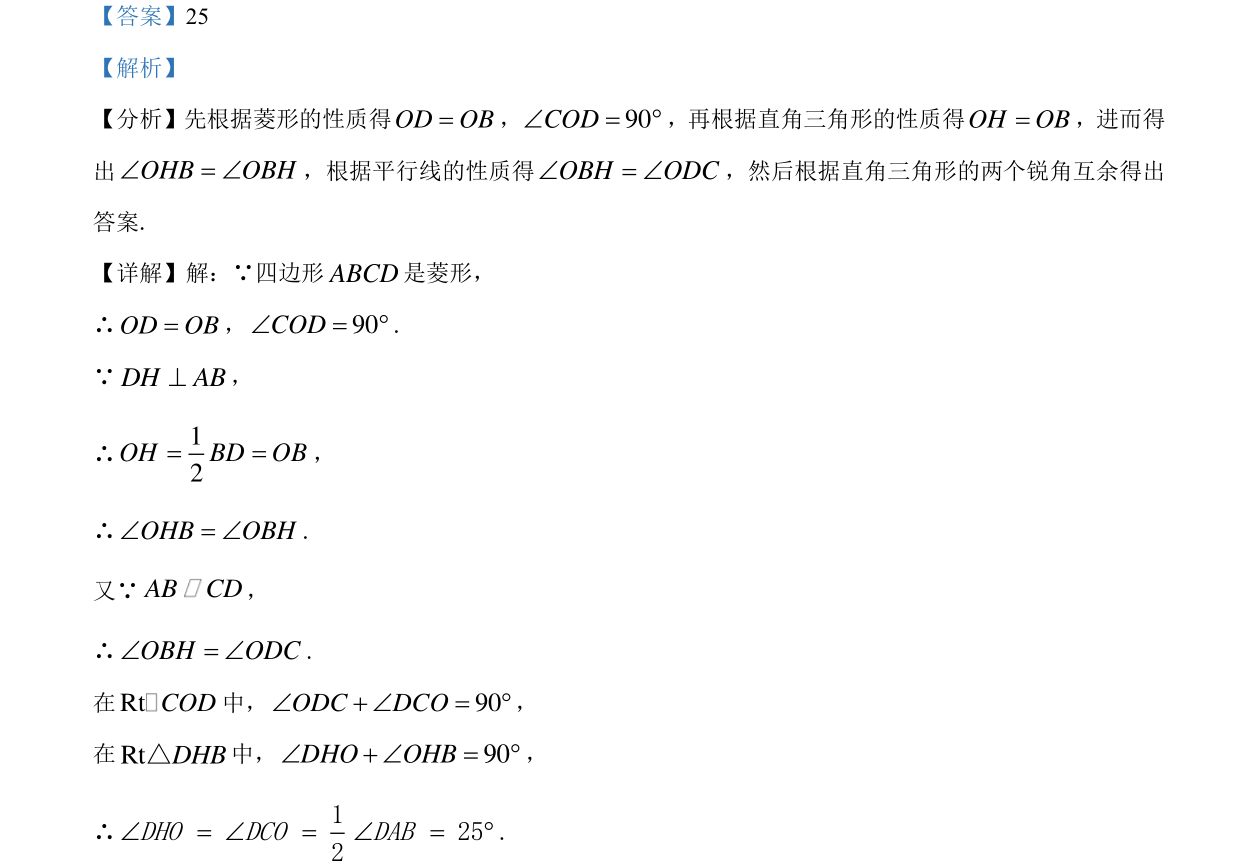 【答案】25
【解析】
【分析】先根据菱形的性质得OD = OB，∠COD = 90°，再根据直角三角形的性质得OH = OB，进而得
出∠OHB = ∠OBH，根据平行线的性质得∠OBH = ∠ODC，然后根据直角三角形的两个锐角互余得出
答案.
【详解】解：∵四边形ABCD是菱形，
∴OD = OB，∠COD = 90°.
∵DH ⊥ AB，
∴OH = 1/2 BD = OB，
∴∠OHB = ∠OBH.
又∵AB▯CD，
∴∠OBH = ∠ODC.
在Rt▯COD中，∠ODC + ∠DCO = 90°，
在Rt△DHB中，∠DHO + ∠OHB = 90°，
∴∠DHO = ∠DCO = 1/2 ∠DAB = 25°.